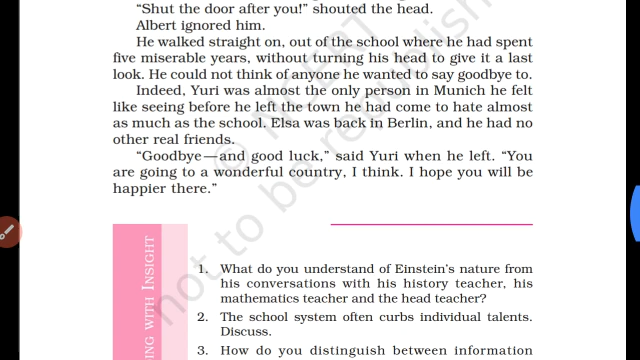 "Shut the door after you!" shouted the head.
Albert ignored him.
He walked straight on, out of the school where he had spent
five miserable years, without turning his head to give it a last
look. He could not think of anyone he wanted to say goodbye to.
Indeed, Yuri was almost the only person in Munich he felt
like seeing before he left the town he had come to hate almost
as much as the school. Elsa was back in Berlin, and he had no
other real friends.
"Goodbye—and good luck," said Yuri when he left. "You
are going to a wonderful country, I think. I hope you will be
happier there."
1. What do you understand of Einstein's nature from
his conversations with his history teacher, his
mathematics teacher and the head teacher?
2. The school system often curbs individual talents.
Discuss.
3. How do you distinguish between information
WITH INSIGHT
© NCERT
not to be republish